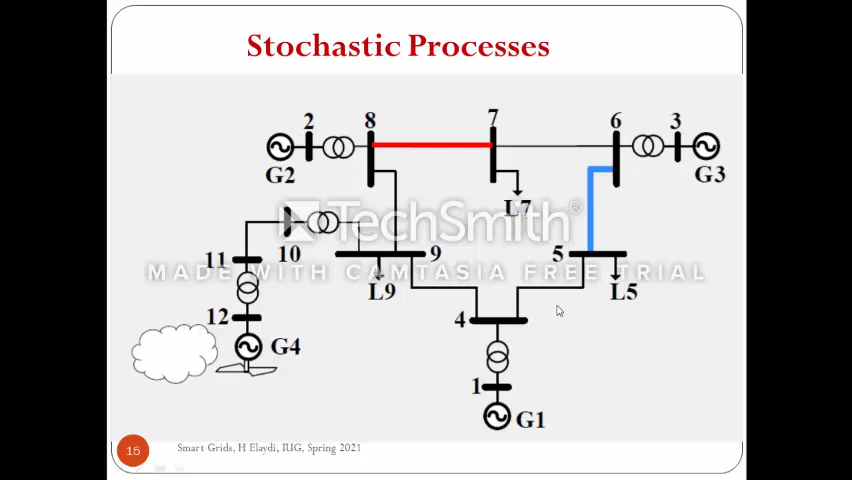 Stochastic Processes
2 8 7 6 3
G2 G3
L7
TechSmith®
10 9 5
11
MADE WITH CAMTASIA FREE TRIAL
L9 L5
12 4
G4
1
G1
15 Smart Grids, H Elaydi, IUG, Spring 2021